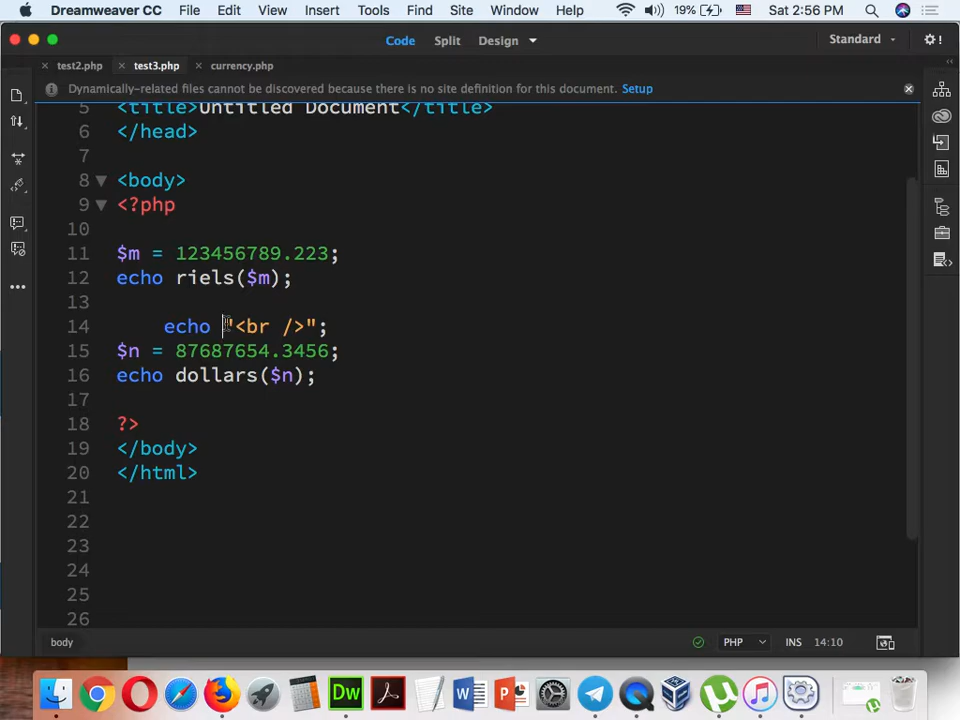 Dreamweaver CC File Edit View Insert Tools Find Site Window Help 19% Sat 2:56 PM
Code Split Design Standard
test2.php test3.php currency.php
Dynamically-related files cannot be discovered because there is no site definition for this document. Setup
5 <title>Untitled Document</title>
6 </head>
7
8 <body>
9 <?php
10
11 $m = 123456789.223;
12 echo riels($m);
13
14 echo "<br />";
15 $n = 87687654.3456;
16 echo dollars($n);
17
18 ?>
19 </body>
20 </html>
21
22
23
24
25
26
body PHP INS 14:10
Dw